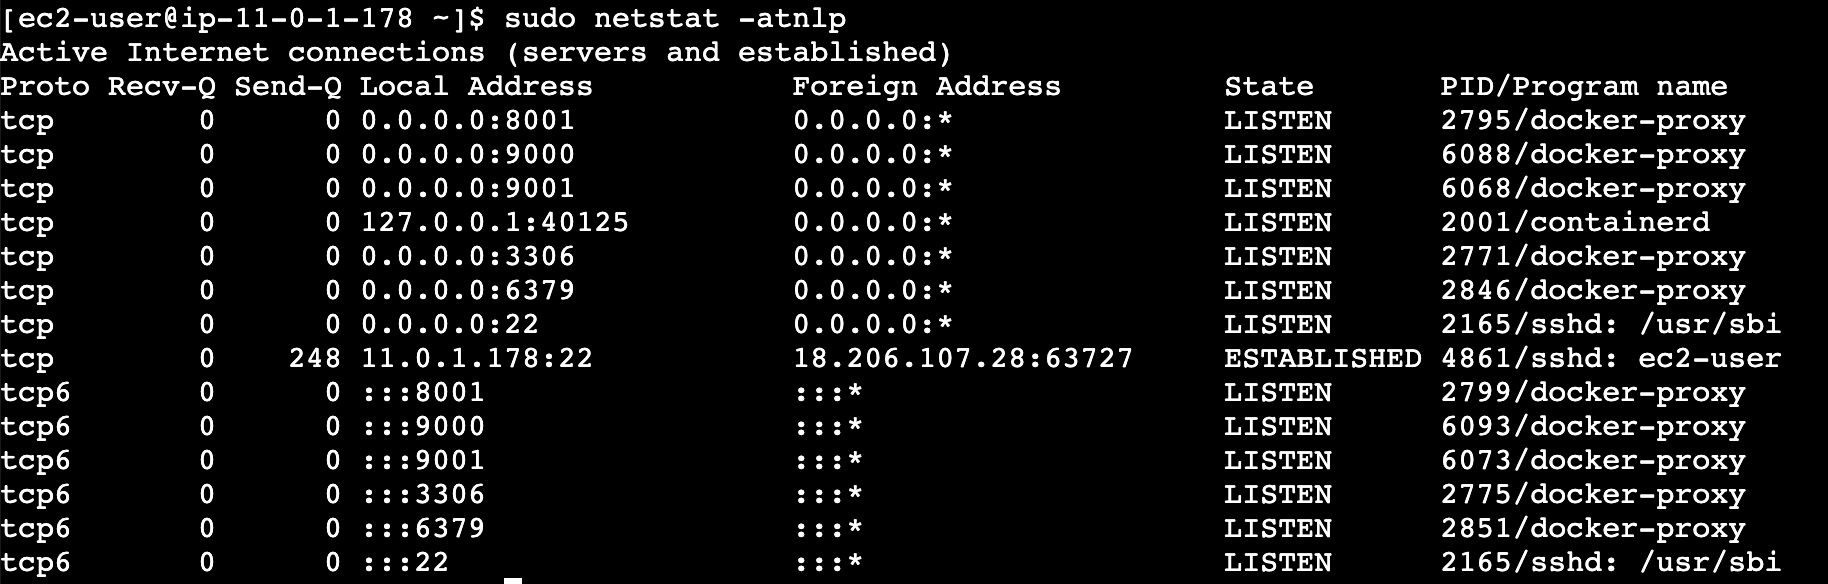 [ec2-user@ip-11-0-1-178 ~]$ sudo netstat -atnlp
Active Internet connections (servers and established)
Proto Recv-Q Send-Q Local Address           Foreign Address         State       PID/Program name
tcp        0      0 0.0.0.0:8001            0.0.0.0:*               LISTEN      2795/docker-proxy
tcp        0      0 0.0.0.0:9000            0.0.0.0:*               LISTEN      6088/docker-proxy
tcp        0      0 0.0.0.0:9001            0.0.0.0:*               LISTEN      6068/docker-proxy
tcp        0      0 127.0.0.1:40125         0.0.0.0:*               LISTEN      2001/containerd
tcp        0      0 0.0.0.0:3306            0.0.0.0:*               LISTEN      2771/docker-proxy
tcp        0      0 0.0.0.0:6379            0.0.0.0:*               LISTEN      2846/docker-proxy
tcp        0      0 0.0.0.0:22              0.0.0.0:*               LISTEN      2165/sshd: /usr/sbi
tcp        0    248 11.0.1.178:22           18.206.107.28:63727     ESTABLISHED 4861/sshd: ec2-user
tcp6       0      0 :::8001                 :::*                    LISTEN      2799/docker-proxy
tcp6       0      0 :::9000                 :::*                    LISTEN      6093/docker-proxy
tcp6       0      0 :::9001                 :::*                    LISTEN      6073/docker-proxy
tcp6       0      0 :::3306                 :::*                    LISTEN      2775/docker-proxy
tcp6       0      0 :::6379                 :::*                    LISTEN      2851/docker-proxy
tcp6       0      0 :::22                   :::*                    LISTEN      2165/sshd: /usr/sbi